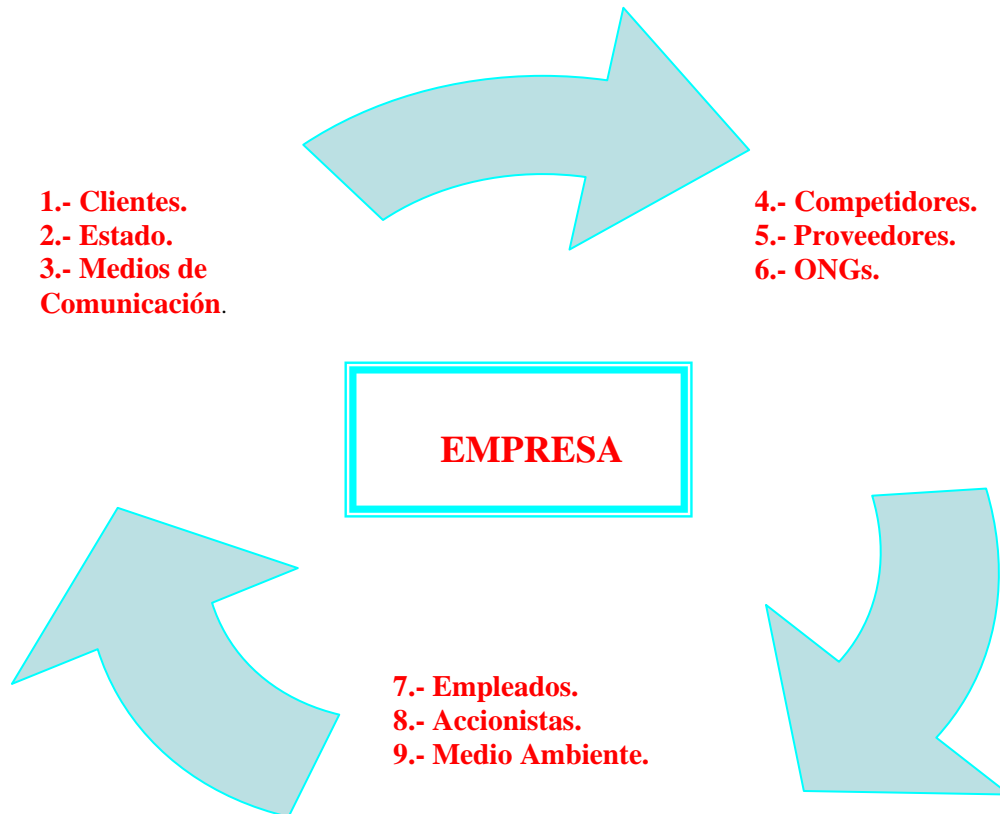 1.- Clientes.
2.- Estado.
3.- Medios de
Comunicación.
4.- Competidores.
5.- Proveedores.
6.- ONGs.
EMPRESA
7.- Empleados.
8.- Accionistas.
9.- Medio Ambiente.